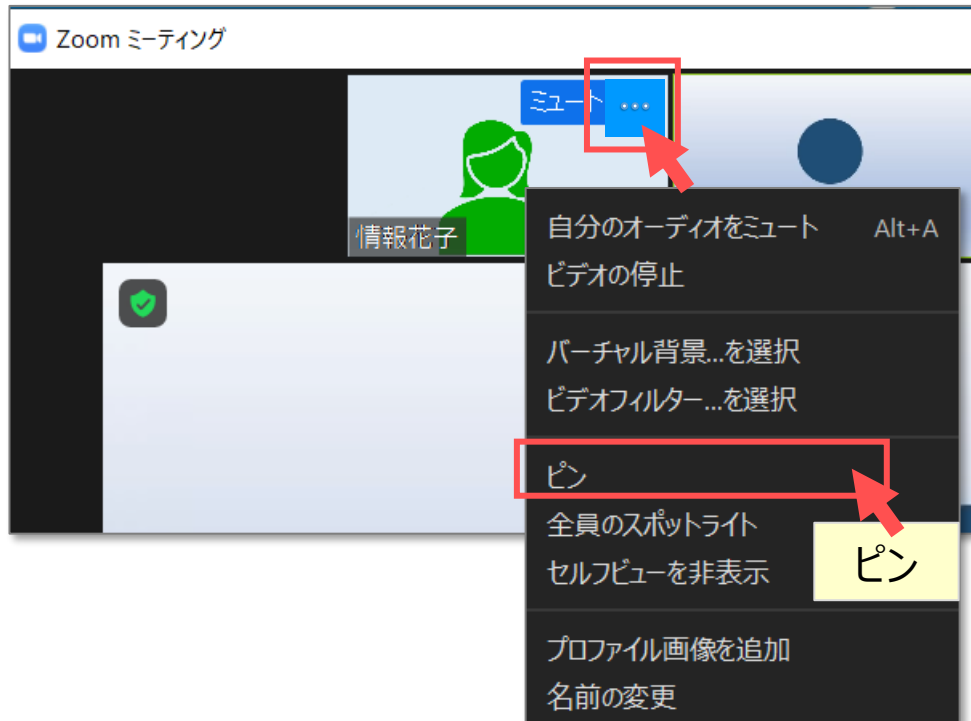 Zoom ミーティング
ミュート ...
情報花子
自分のオーディオをミュート Alt+A
ビデオの停止
バーチャル背景...を選択
ビデオフィルター...を選択
ピン
全員のスポットライト
セルフビューを非表示
ピン
プロファイル画像を追加
名前の変更